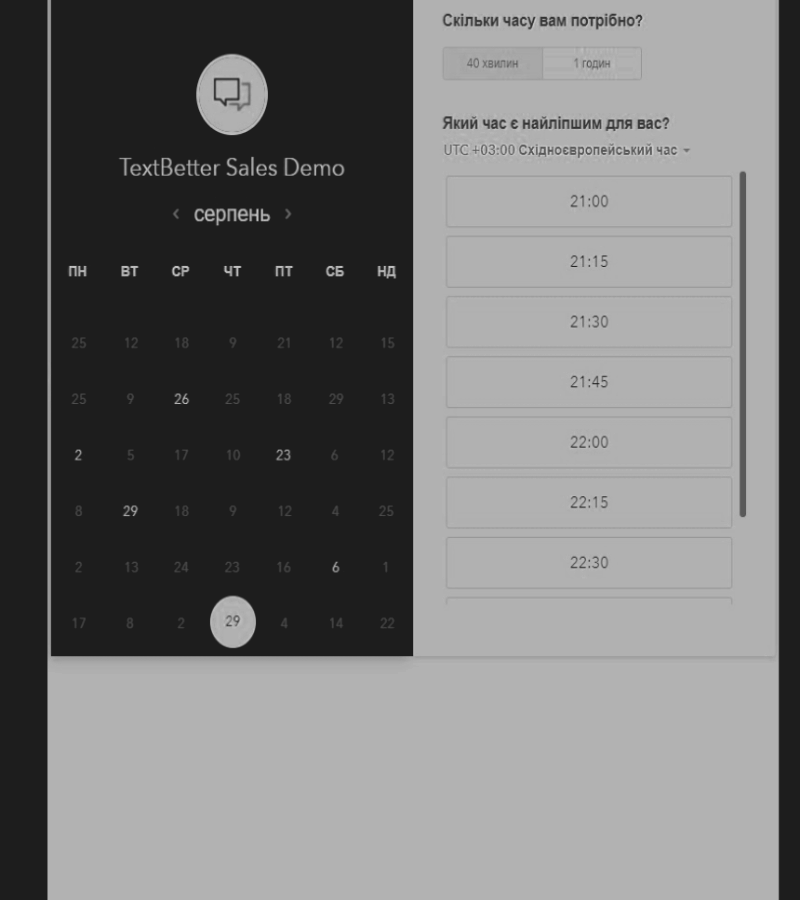 TextBetter Sales Demo
‹ серпень ›
ПН ВТ СР ЧТ ПТ СБ НД
25 12 18 9 21 12 15
25 9 26 25 18 29 13
2 5 17 10 23 6 12
8 29 18 9 12 4 25
2 13 24 23 16 6 1
17 8 2 29 4 14 22
Скільки часу вам потрібно?
40 хвилин 1 годин
Який час є найліпшим для вас?
UTC +03:00 Східноєвропейський час
21:00
21:15
21:30
21:45
22:00
22:15
22:30